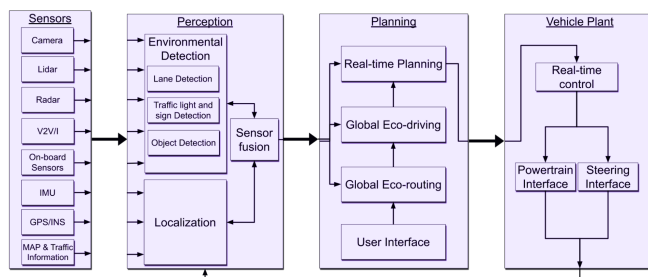 Sensors
Camera
Lidar
Radar
V2V/I
On-board
Sensors
IMU
GPS/INS
MAP & Traffic
Information
Perception
Environmental
Detection
Lane Detection
Traffic light and
sign Detection
Object Detection
Sensor
fusion
Localization
Planning
Real-time Planning
Global Eco-driving
Global Eco-routing
User Interface
Vehicle Plant
Real-time
control
Powertrain
Interface
Steering
Interface